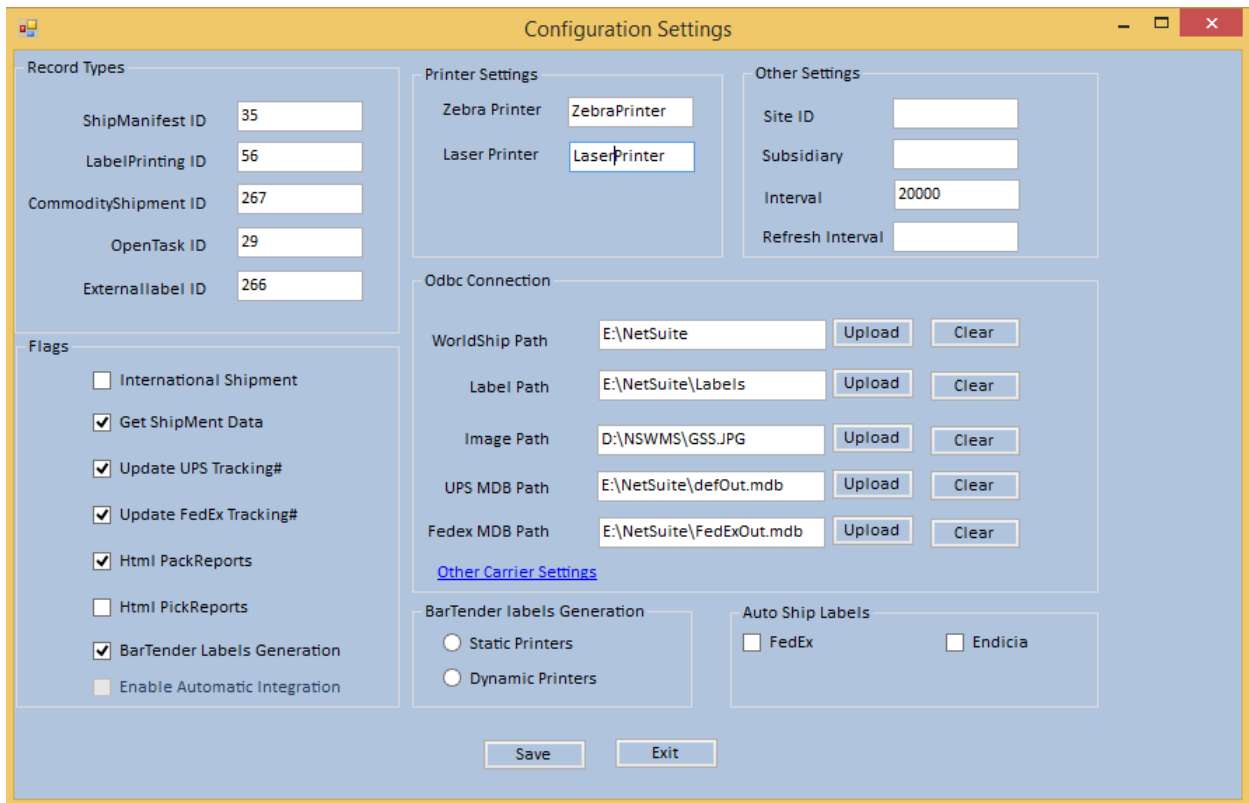 Configuration Settings
Record Types
ShipManifest ID 35
LabelPrinting ID 56
CommodityShipment ID 267
OpenTask ID 29
Externallabel ID 266
Printer Settings
Zebra Printer ZebraPrinter
Laser Printer LaserPrinter
Other Settings
Site ID
Subsidiary
Interval 20000
Refresh Interval
Flags
International Shipment
Get ShipMent Data
Update UPS Tracking#
Update FedEx Tracking#
Html PackReports
Html PickReports
BarTender Labels Generation
Enable Automatic Integration
Odbc Connection
WorldShip Path E:\NetSuite Upload Clear
Label Path E:\NetSuite\Labels Upload Clear
Image Path D:\NSWMS\GSS.JPG Upload Clear
UPS MDB Path E:\NetSuite\defOut.mdb Upload Clear
Fedex MDB Path E:\NetSuite\FedExOut.mdb Upload Clear
Other Carrier Settings
BarTender labels Generation
Static Printers
Dynamic Printers
Auto Ship Labels
FedEx Endicia
Save Exit